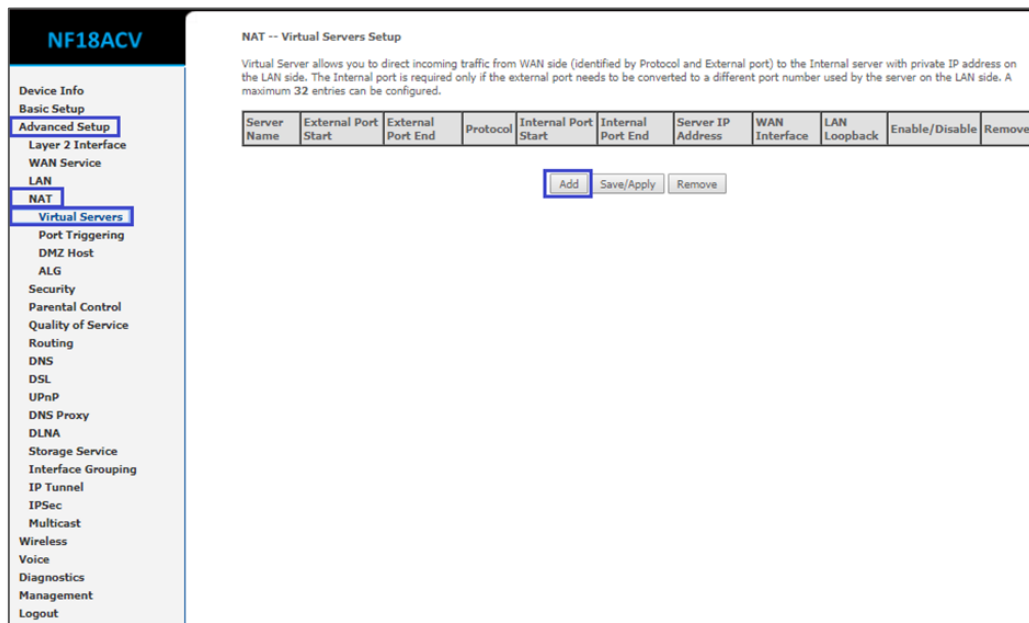 NF18ACV
Device Info
Basic Setup
Advanced Setup
Layer 2 Interface
WAN Service
LAN
NAT
Virtual Servers
Port Triggering
DMZ Host
ALG
Security
Parental Control
Quality of Service
Routing
DNS
DSL
UPnP
DNS Proxy
DLNA
Storage Service
Interface Grouping
IP Tunnel
IPSec
Multicast
Wireless
Voice
Diagnostics
Management
Logout
NAT -- Virtual Servers Setup
Virtual Server allows you to direct incoming traffic from WAN side (identified by Protocol and External port) to the Internal server with private IP address on
the LAN side. The Internal port is required only if the external port needs to be converted to a different port number used by the server on the LAN side. A
maximum 32 entries can be configured.
Server Name External Port Start External Port End Protocol Internal Port Start Internal Port End Server IP Address WAN Interface LAN Loopback Enable/Disable Remove
Add Save/Apply Remove